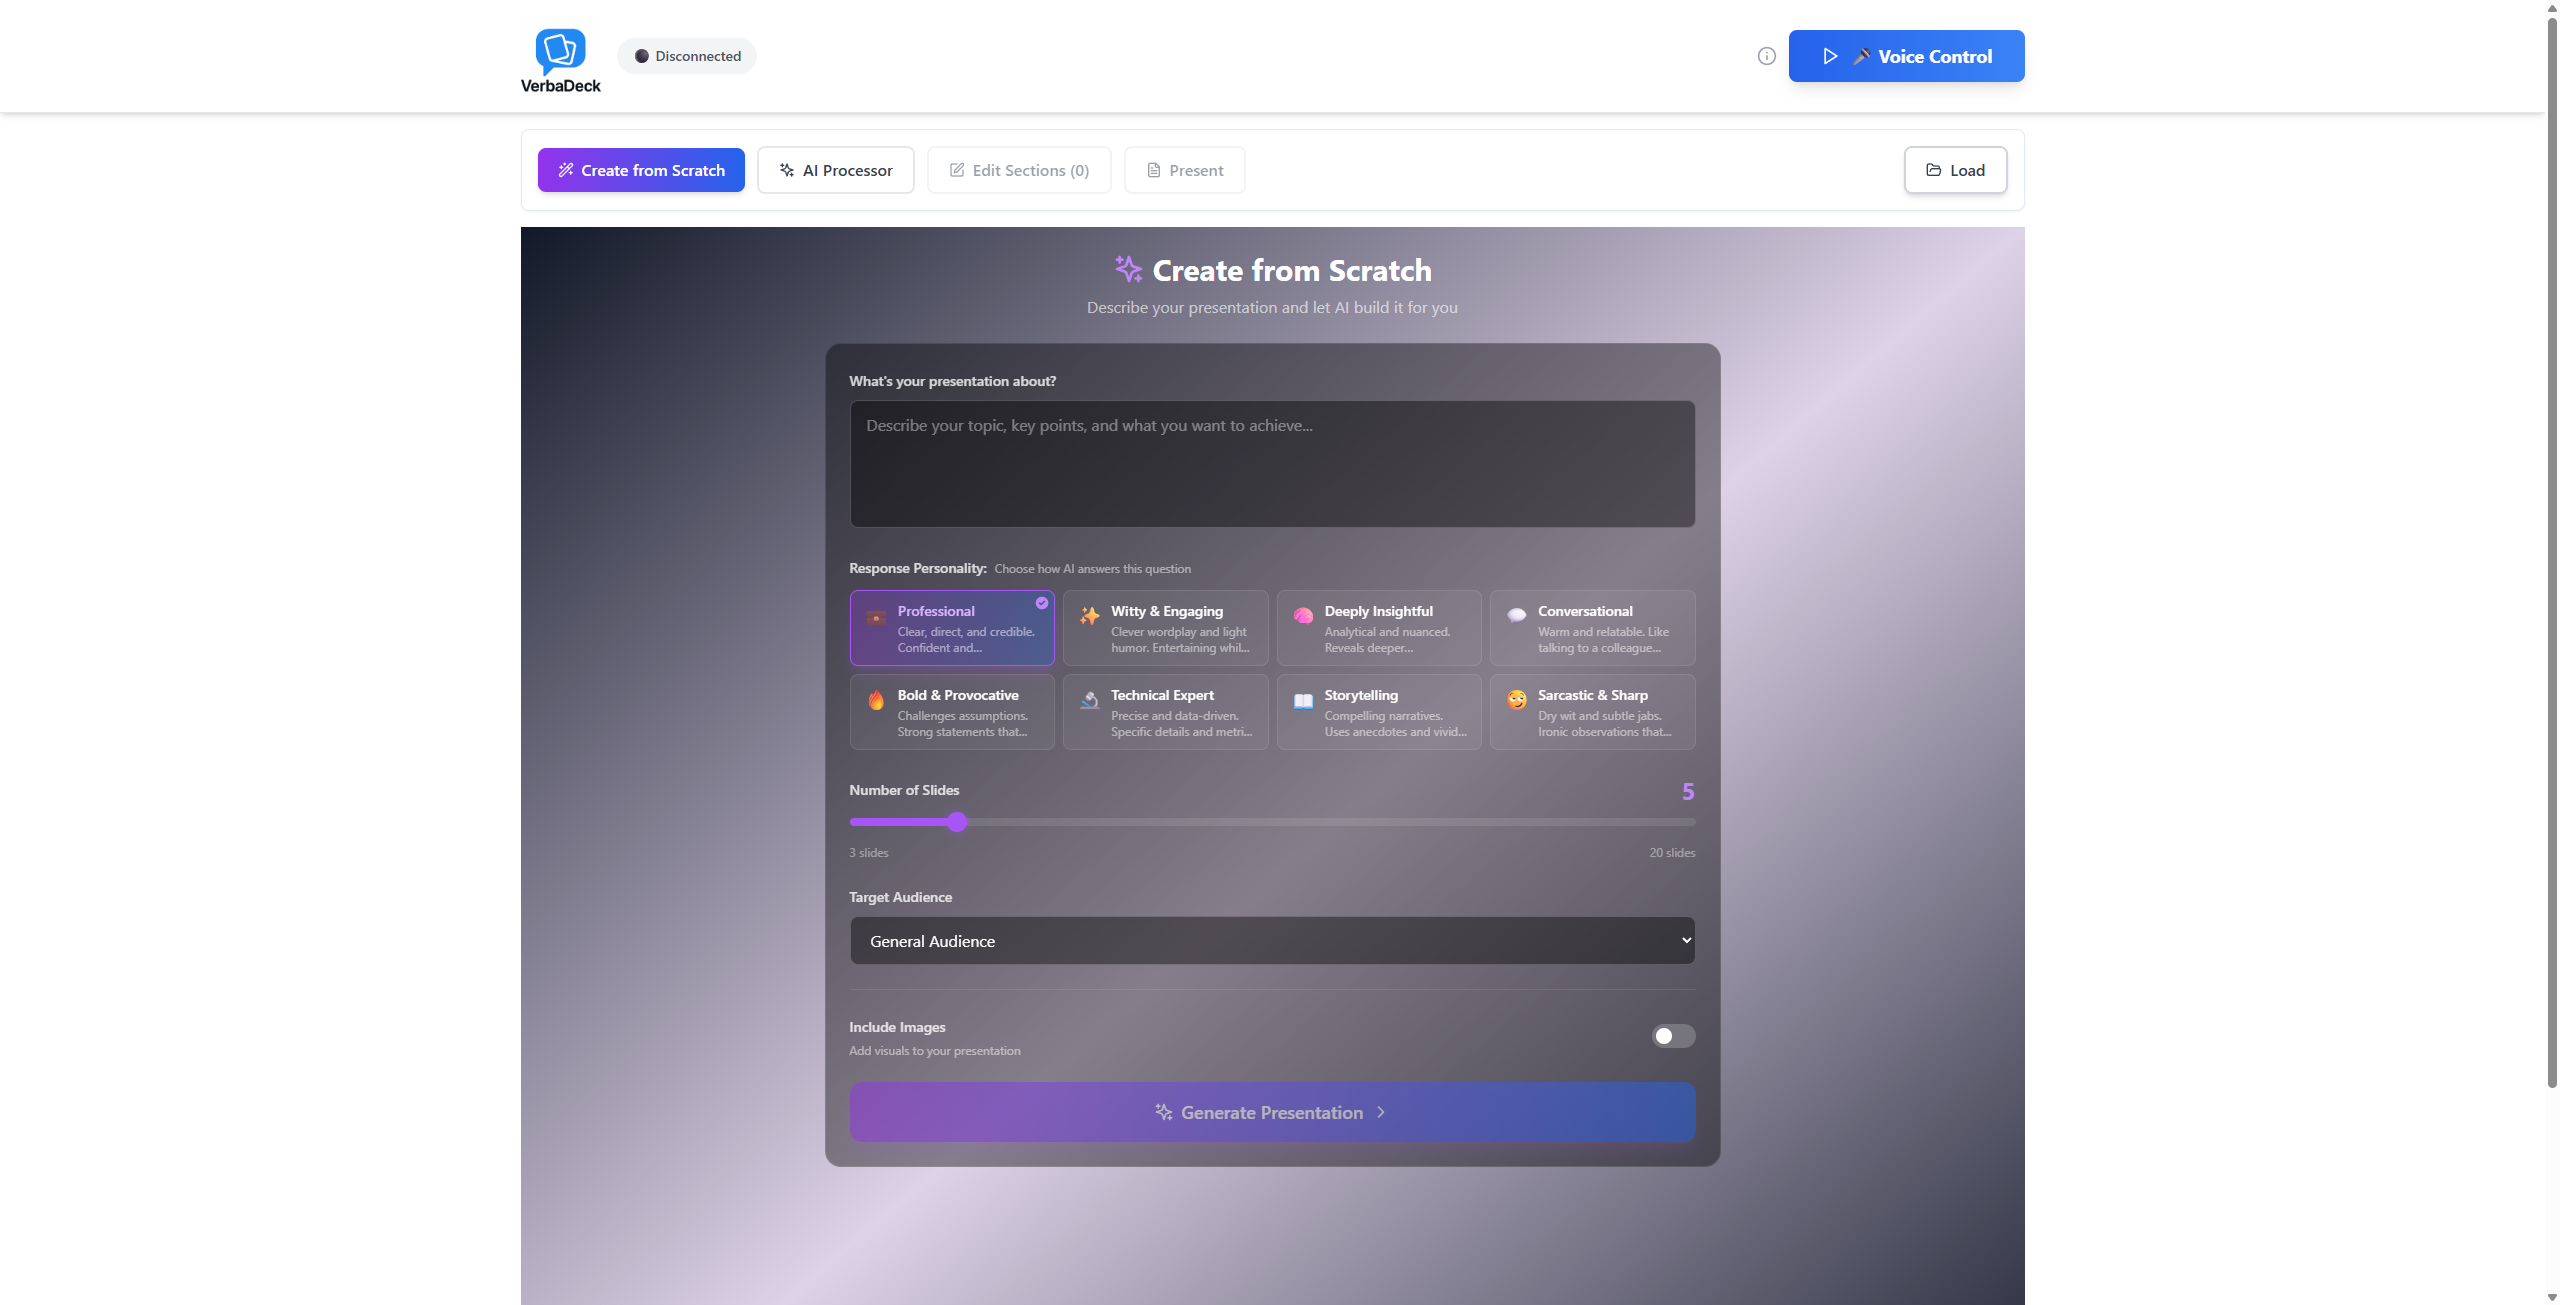 VerbaDeck
Disconnected
Voice Control
Create from Scratch
AI Processor
Edit Sections (0)
Present
Load
Create from Scratch
Describe your presentation and let AI build it for you
What's your presentation about?
Describe your topic, key points, and what you want to achieve...
Response Personality: Choose how AI answers this question
Professional
Clear, direct, and credible.
Confident and...
Witty & Engaging
Clever wordplay and light
humor. Entertaining whil...
Deeply Insightful
Analytical and nuanced.
Reveals deeper...
Conversational
Warm and relatable. Like
talking to a colleague...
Bold & Provocative
Challenges assumptions.
Strong statements that...
Technical Expert
Precise and data-driven.
Specific details and metri...
Storytelling
Compelling narratives.
Uses anecdotes and vivid...
Sarcastic & Sharp
Dry wit and subtle jabs.
Ironic observations that...
Number of Slides
5
3 slides
20 slides
Target Audience
General Audience
Include Images
Add visuals to your presentation
Generate Presentation